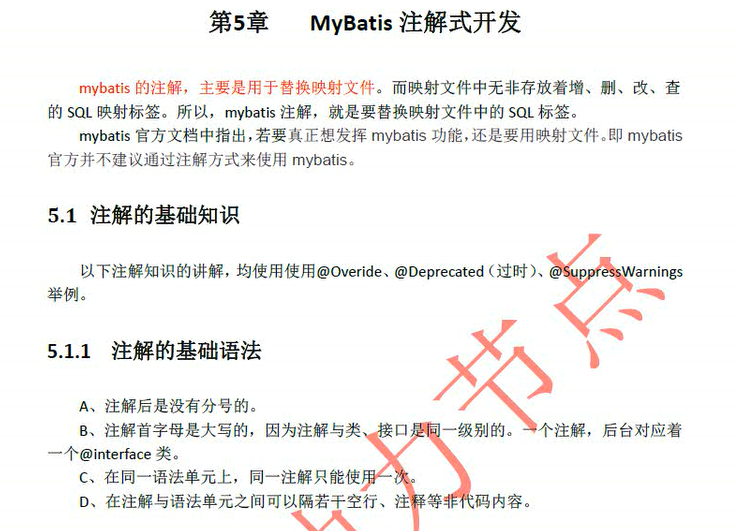 第5章 MyBatis 注解式开发
mybatis 的注解，主要是用于替换映射文件。而映射文件中无非存放着增、删、改、查
的 SQL 映射标签。所以，mybatis 注解，就是要替换映射文件中的 SQL 标签。
mybatis 官方文档中指出，若要真正想发挥 mybatis 功能，还是要用映射文件。即 mybatis
官方并不建议通过注解方式来使用 mybatis。
5.1 注解的基础知识
以下注解知识的讲解，均使用使用@Overide、@Deprecated（过时）、@SuppressWarnings
举例。
5.1.1 注解的基础语法
A、注解后是没有分号的。
B、注解首字母是大写的，因为注解与类、接口是同一级别的。一个注解，后台对应着
一个@interface 类。
C、在同一语法单元上，同一注解只能使用一次。
D、在注解与语法单元之间可以隔若干空行、注释等非代码内容。
力节点